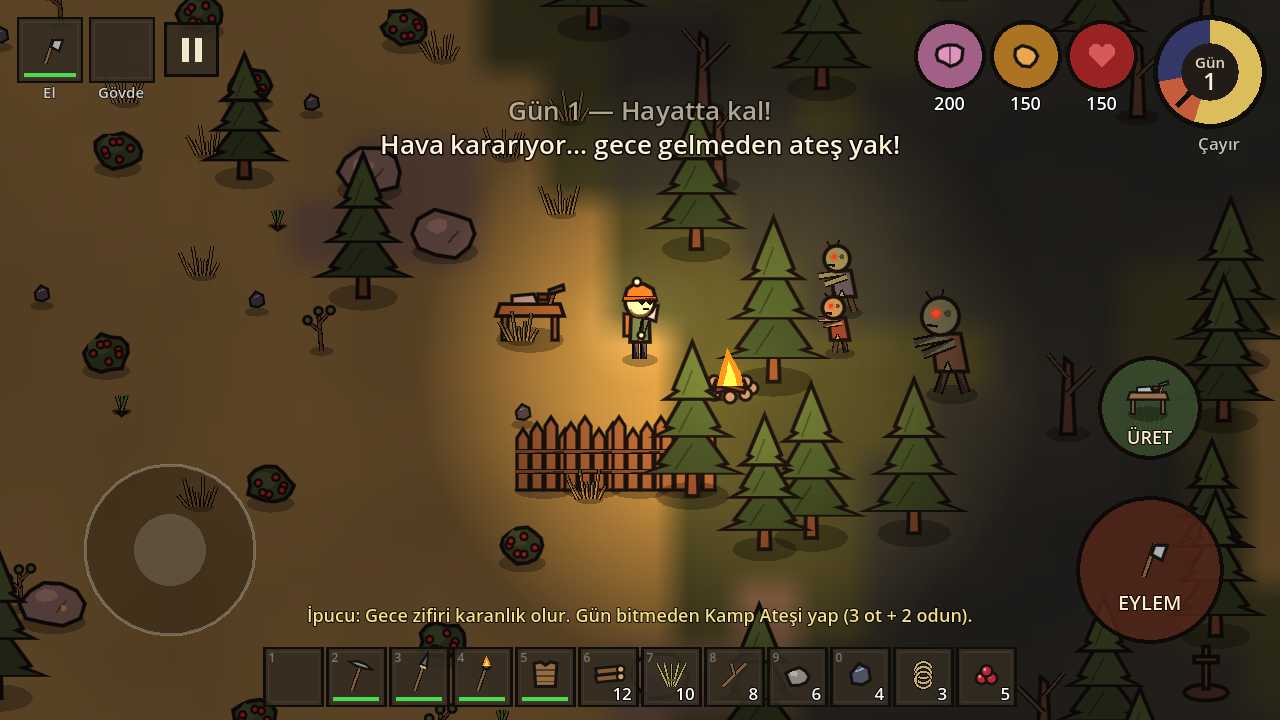 El
Gövde
200
150
150
Gün
1
Çayır
Gün 1 — Hayatta kal!
Hava kararıyor... gece gelmeden ateş yak!
ÜRET
EYLEM
İpucu: Gece zifiri karanlık olur. Gün bitmeden Kamp Ateşi yap (3 ot + 2 odun).
1
2
3
4
5
6
12
7
10
8
8
9
6
0
4
3
5